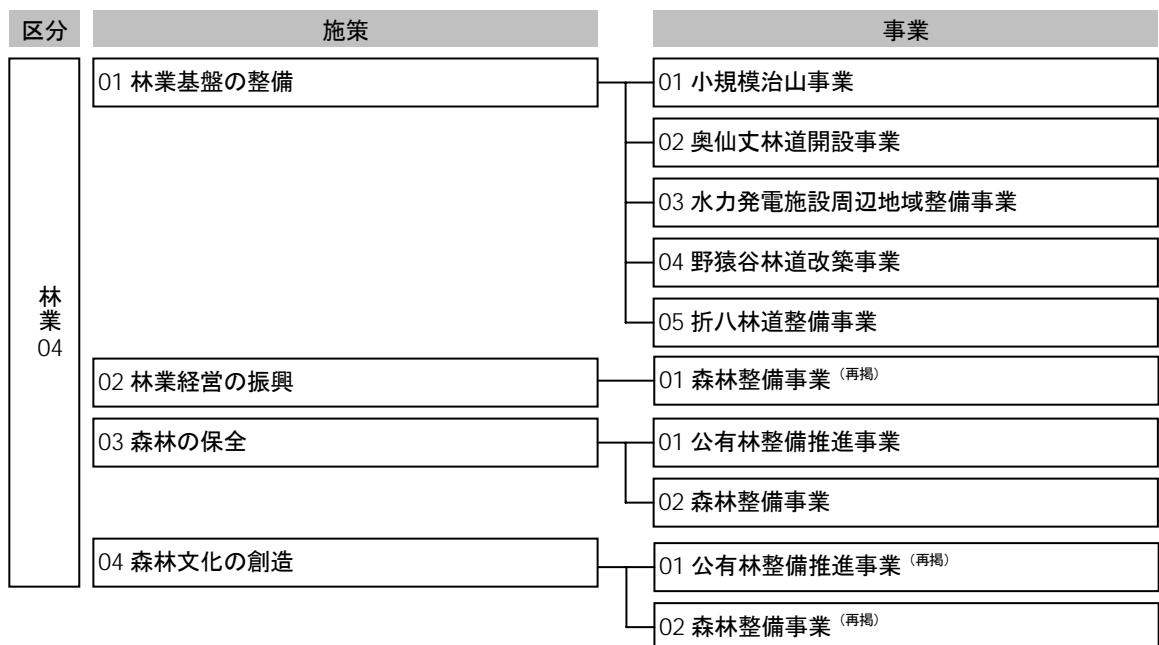 区分 施策 事業
林業 04
01 林業基盤の整備
01 小規模治山事業
02 奥仙丈林道開設事業
03 水力発電施設周辺地域整備事業
04 野猿谷林道改築事業
05 折八林道整備事業
02 林業経営の振興
01 森林整備事業（再掲）
03 森林の保全
01 公有林整備推進事業
02 森林整備事業
04 森林文化の創造
01 公有林整備推進事業（再掲）
02 森林整備事業（再掲）